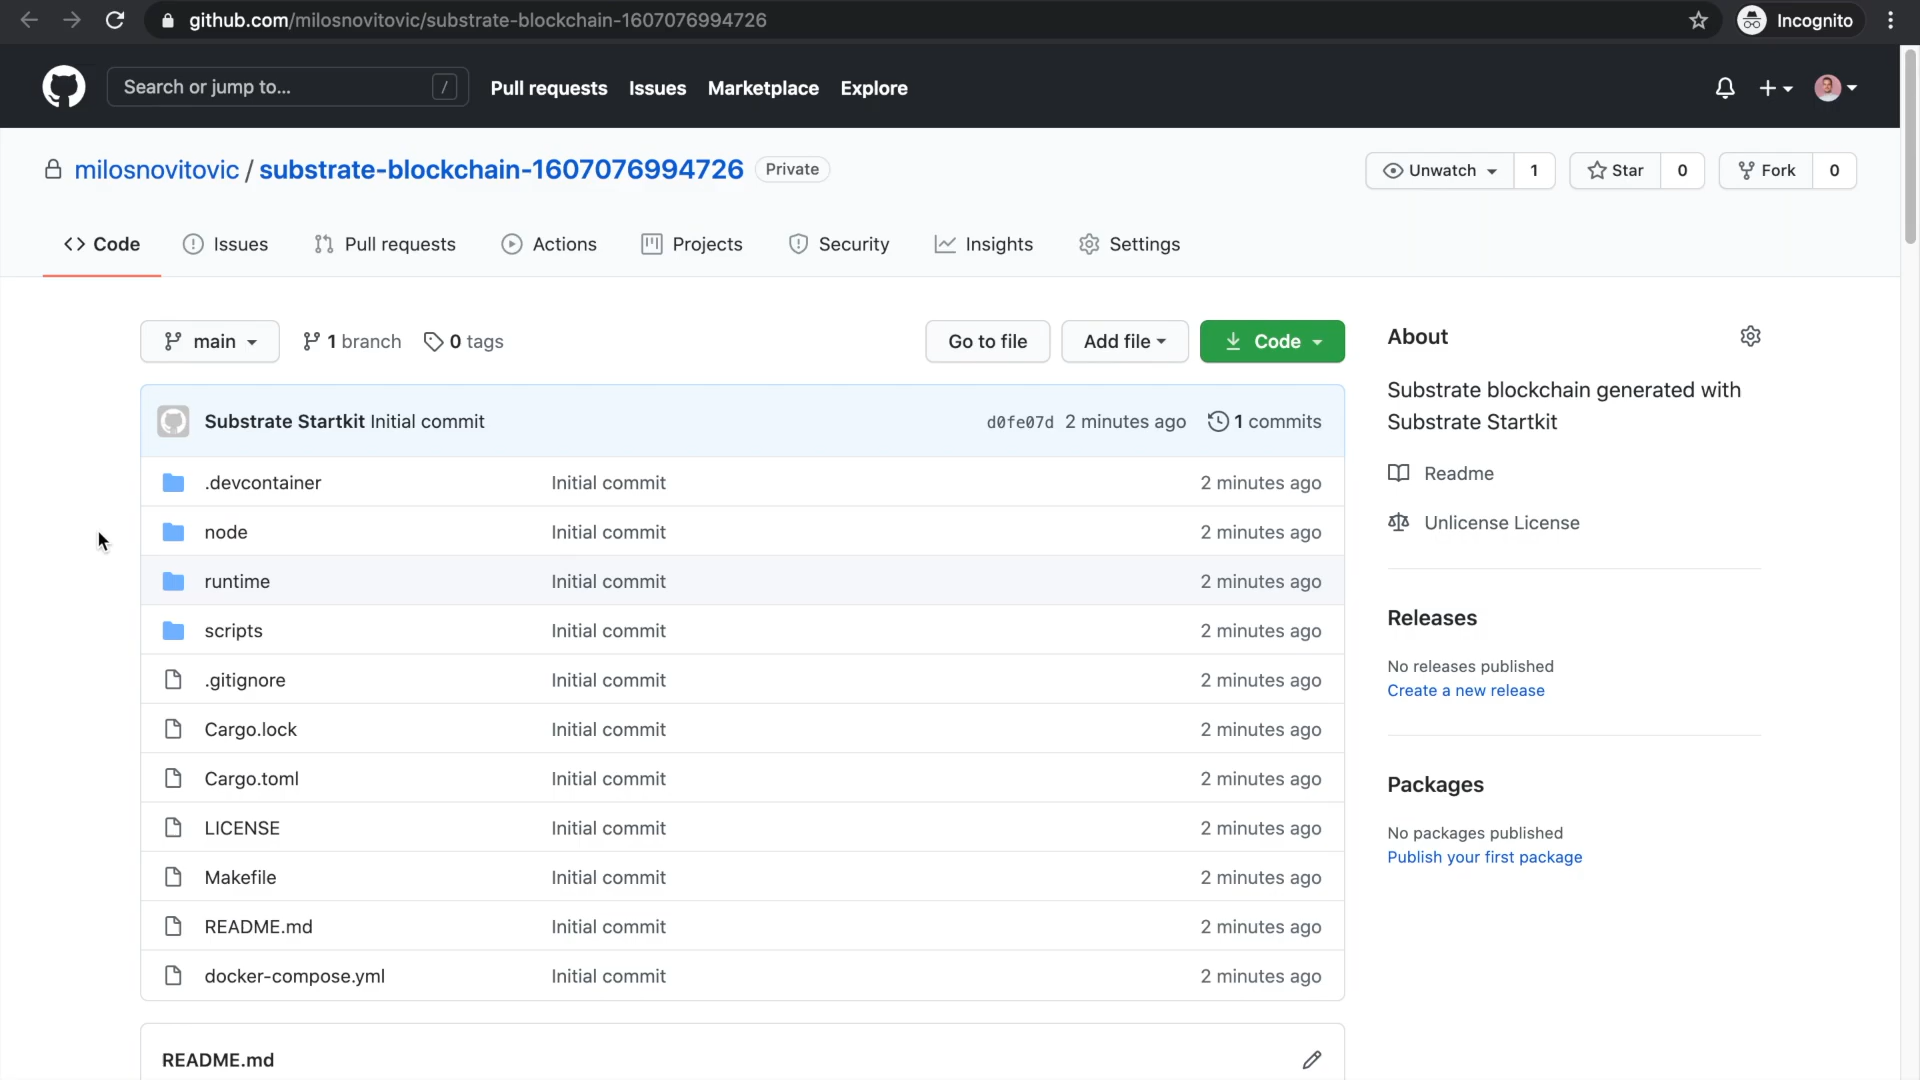 github.com/milosnovitovic/substrate-blockchain-1607076994726
Incognito
Search or jump to... /
Pull requests Issues Marketplace Explore
milosnovitovic / substrate-blockchain-1607076994726 Private
Unwatch 1 Star 0 Fork 0
Code Issues Pull requests Actions Projects Security Insights Settings
main 1 branch 0 tags Go to file Add file Code
About
Substrate blockchain generated with
Substrate Startkit
Readme
Unlicense License
Releases
No releases published
Create a new release
Packages
No packages published
Publish your first package
Substrate Startkit Initial commit d0fe07d 2 minutes ago 1 commits
.devcontainer Initial commit 2 minutes ago
node Initial commit 2 minutes ago
runtime Initial commit 2 minutes ago
scripts Initial commit 2 minutes ago
.gitignore Initial commit 2 minutes ago
Cargo.lock Initial commit 2 minutes ago
Cargo.toml Initial commit 2 minutes ago
LICENSE Initial commit 2 minutes ago
Makefile Initial commit 2 minutes ago
README.md Initial commit 2 minutes ago
docker-compose.yml Initial commit 2 minutes ago
README.md